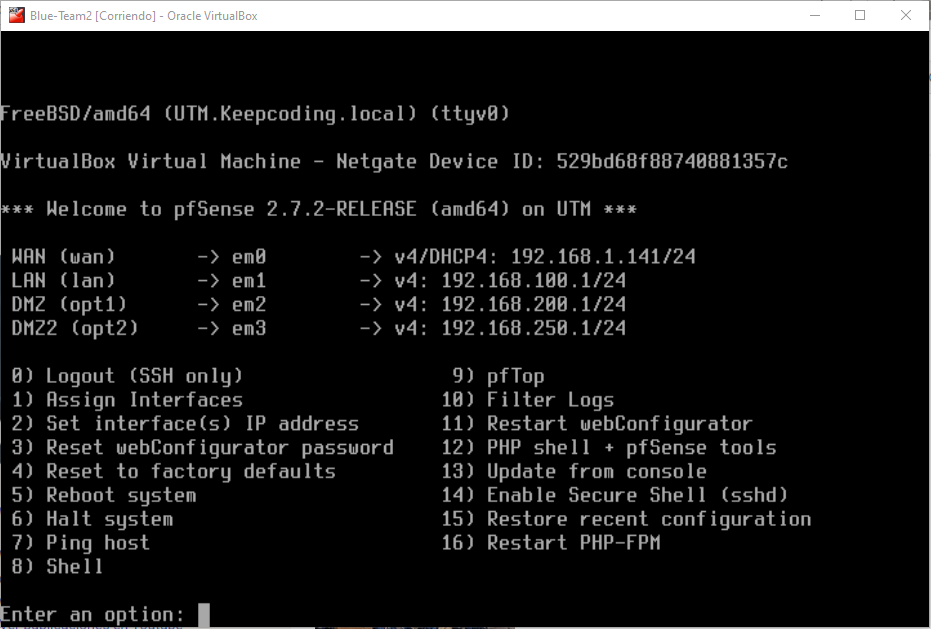 Blue-Team2 [Corriendo] - Oracle VirtualBox
FreeBSD/amd64 (UTM.Keepcoding.local) (ttyv0)
VirtualBox Virtual Machine - Netgate Device ID: 529bd68f88740881357c
*** Welcome to pfSense 2.7.2-RELEASE (amd64) on UTM ***
WAN (wan) -> em0 -> v4/DHCP4: 192.168.1.141/24
LAN (lan) -> em1 -> v4: 192.168.100.1/24
DMZ (opt1) -> em2 -> v4: 192.168.200.1/24
DMZ2 (opt2) -> em3 -> v4: 192.168.250.1/24
0) Logout (SSH only) 9) pfTop
1) Assign Interfaces 10) Filter Logs
2) Set interface(s) IP address 11) Restart webConfigurator
3) Reset webConfigurator password 12) PHP shell + pfSense tools
4) Reset to factory defaults 13) Update from console
5) Reboot system 14) Enable Secure Shell (sshd)
6) Halt system 15) Restore recent configuration
7) Ping host 16) Restart PHP-FPM
8) Shell
Enter an option: